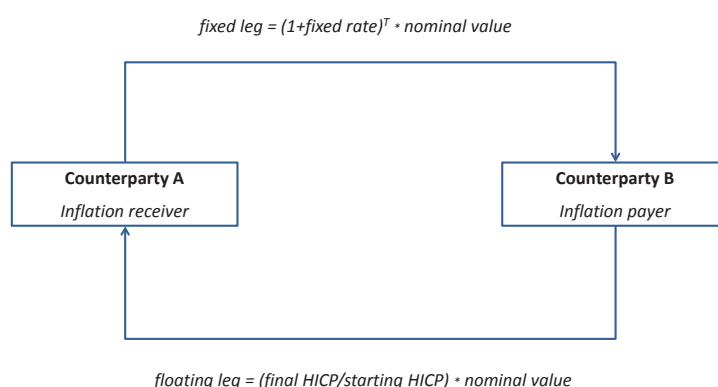 fixed leg = (1+fixed rate)ᵀ * nominal value
Counterparty A
Inflation receiver
Counterparty B
Inflation payer
floating leg = (final HICP/starting HICP) * nominal value